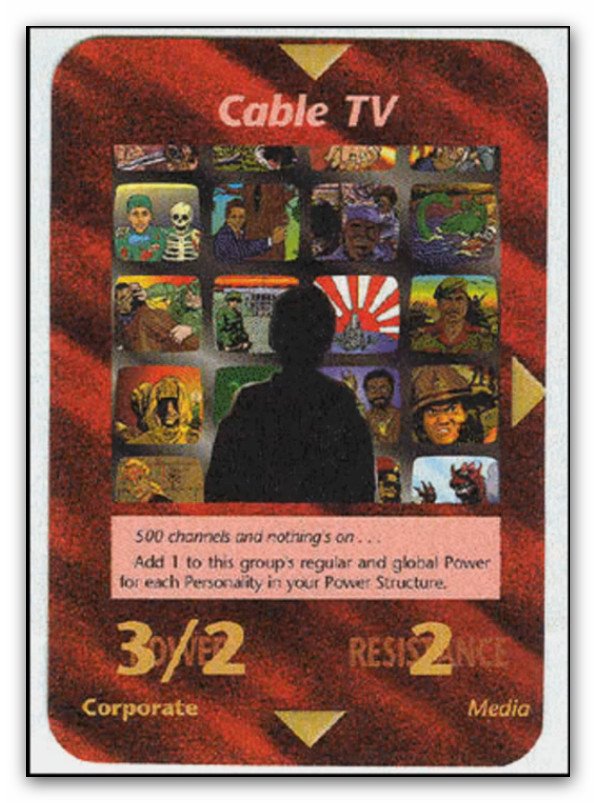 Cable TV
500 channels and nothing's on . . .
Add 1 to this group's regular and global Power
for each Personality in your Power Structure.
POWER RESISTANCE
3/2 2
Corporate Media